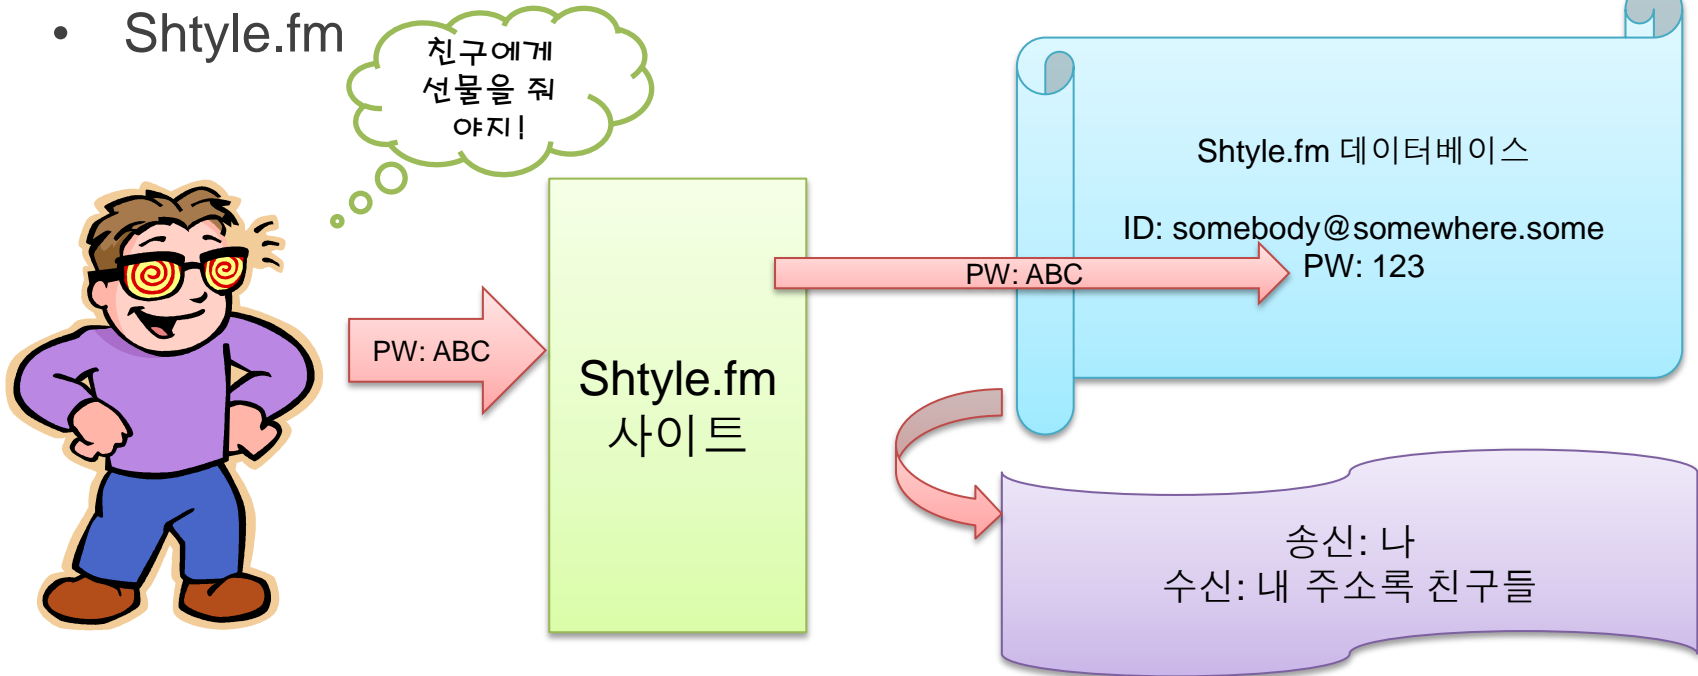 • Shtyle.fm
친구에게
선물을 줘
야지!
PW: ABC
Shtyle.fm
사이트
PW: ABC
Shtyle.fm 데이터베이스
ID: somebody@somewhere.some
PW: 123
송신: 나
수신: 내 주소록 친구들